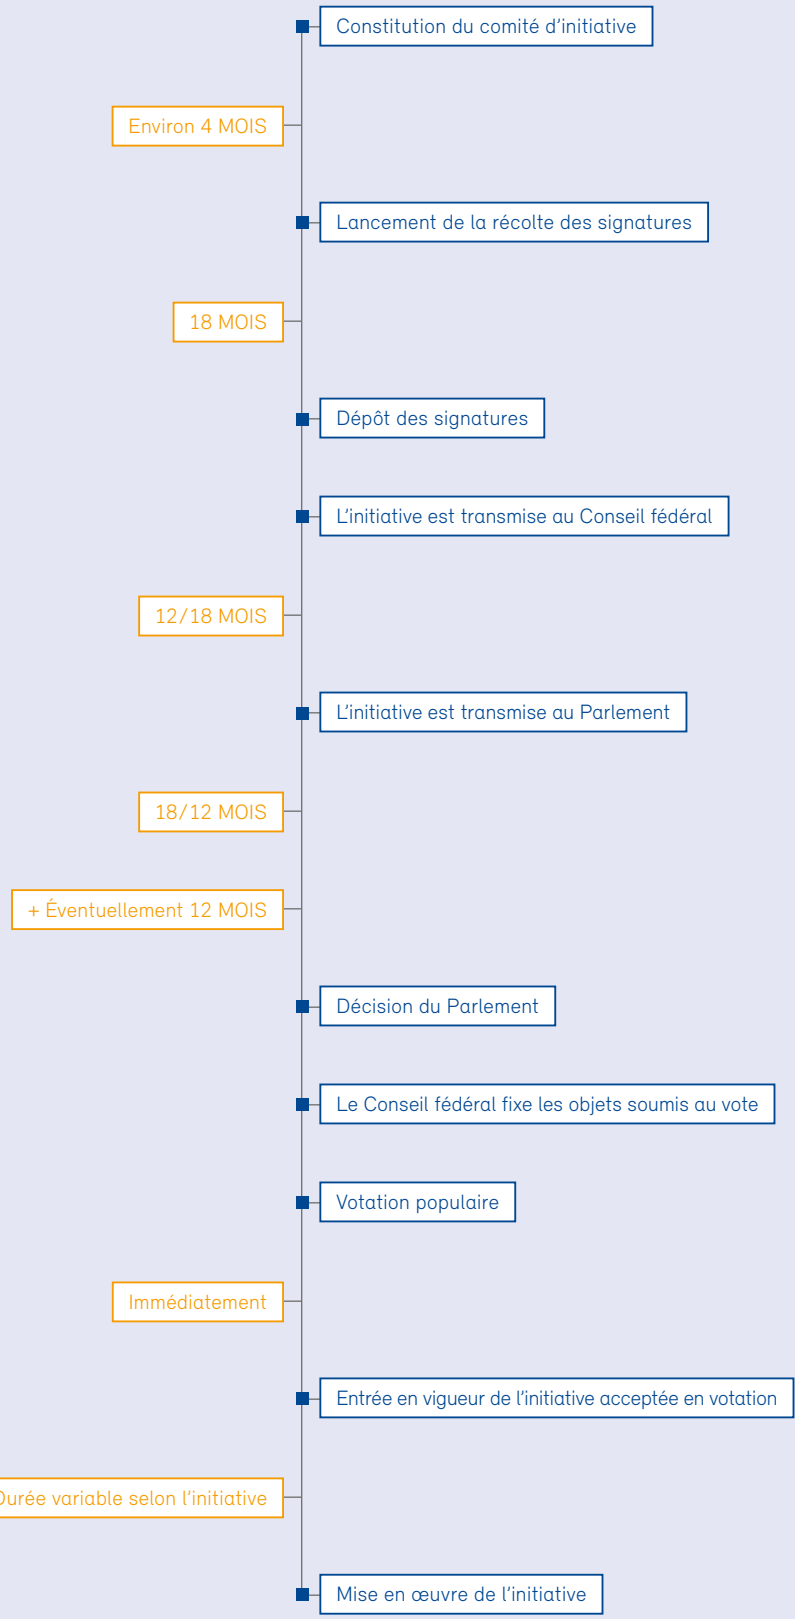 Constitution du comité d'initiative
Environ 4 MOIS
Lancement de la récolte des signatures
18 MOIS
Dépôt des signatures
L'initiative est transmise au Conseil fédéral
12/18 MOIS
L'initiative est transmise au Parlement
18/12 MOIS
+ Éventuellement 12 MOIS
Décision du Parlement
Le Conseil fédéral fixe les objets soumis au vote
Votation populaire
Immédiatement
Entrée en vigueur de l'initiative acceptée en votation
Durée variable selon l'initiative
Mise en œuvre de l'initiative